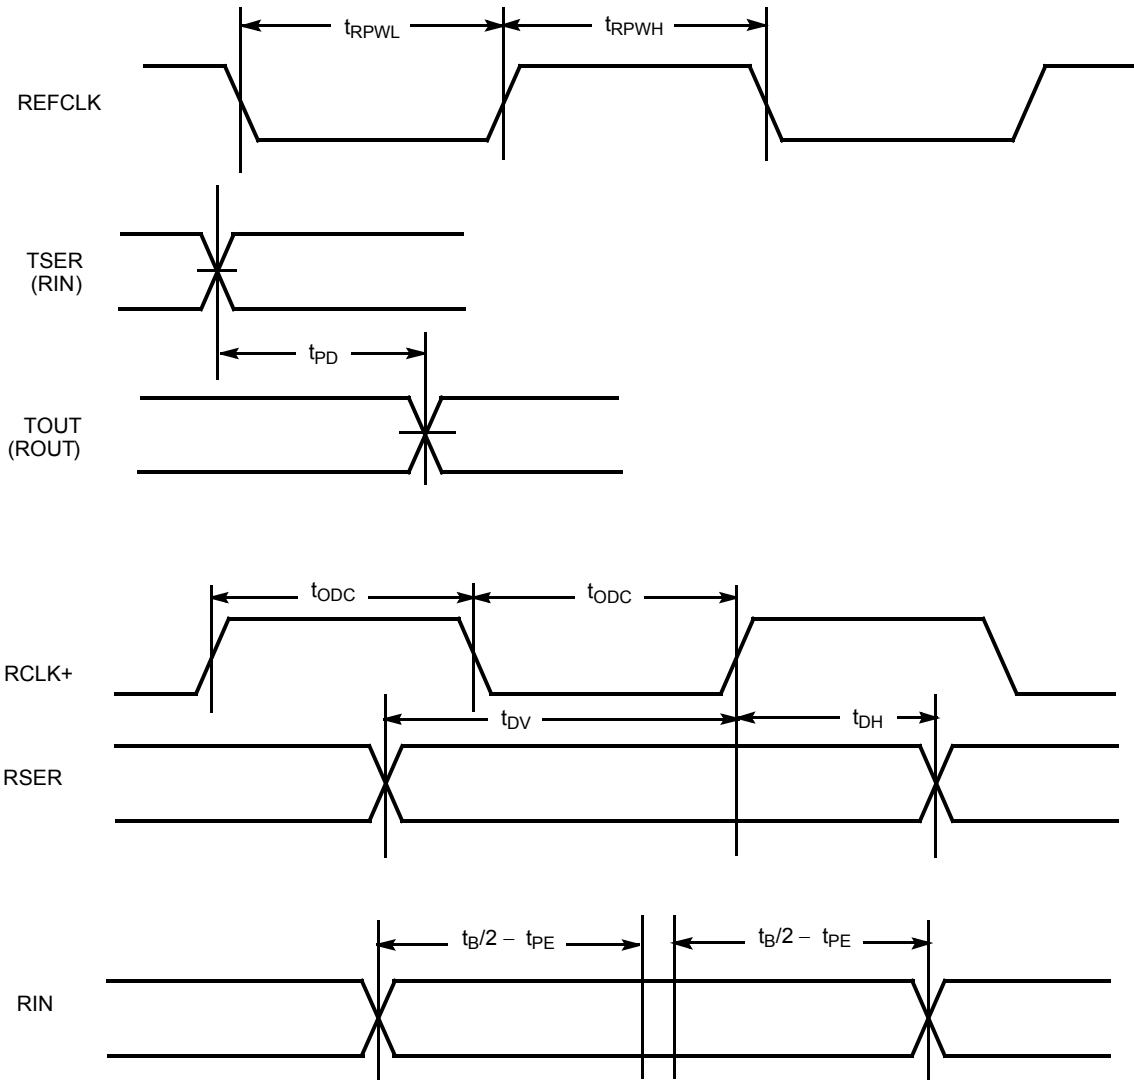 tRPWL
tRPWH
REFCLK
TSER
(RIN)
tPD
TOUT
(ROUT)
tODC
tODC
RCLK+
tDV
tDH
RSER
tB/2 – tPE
tB/2 – tPE
RIN